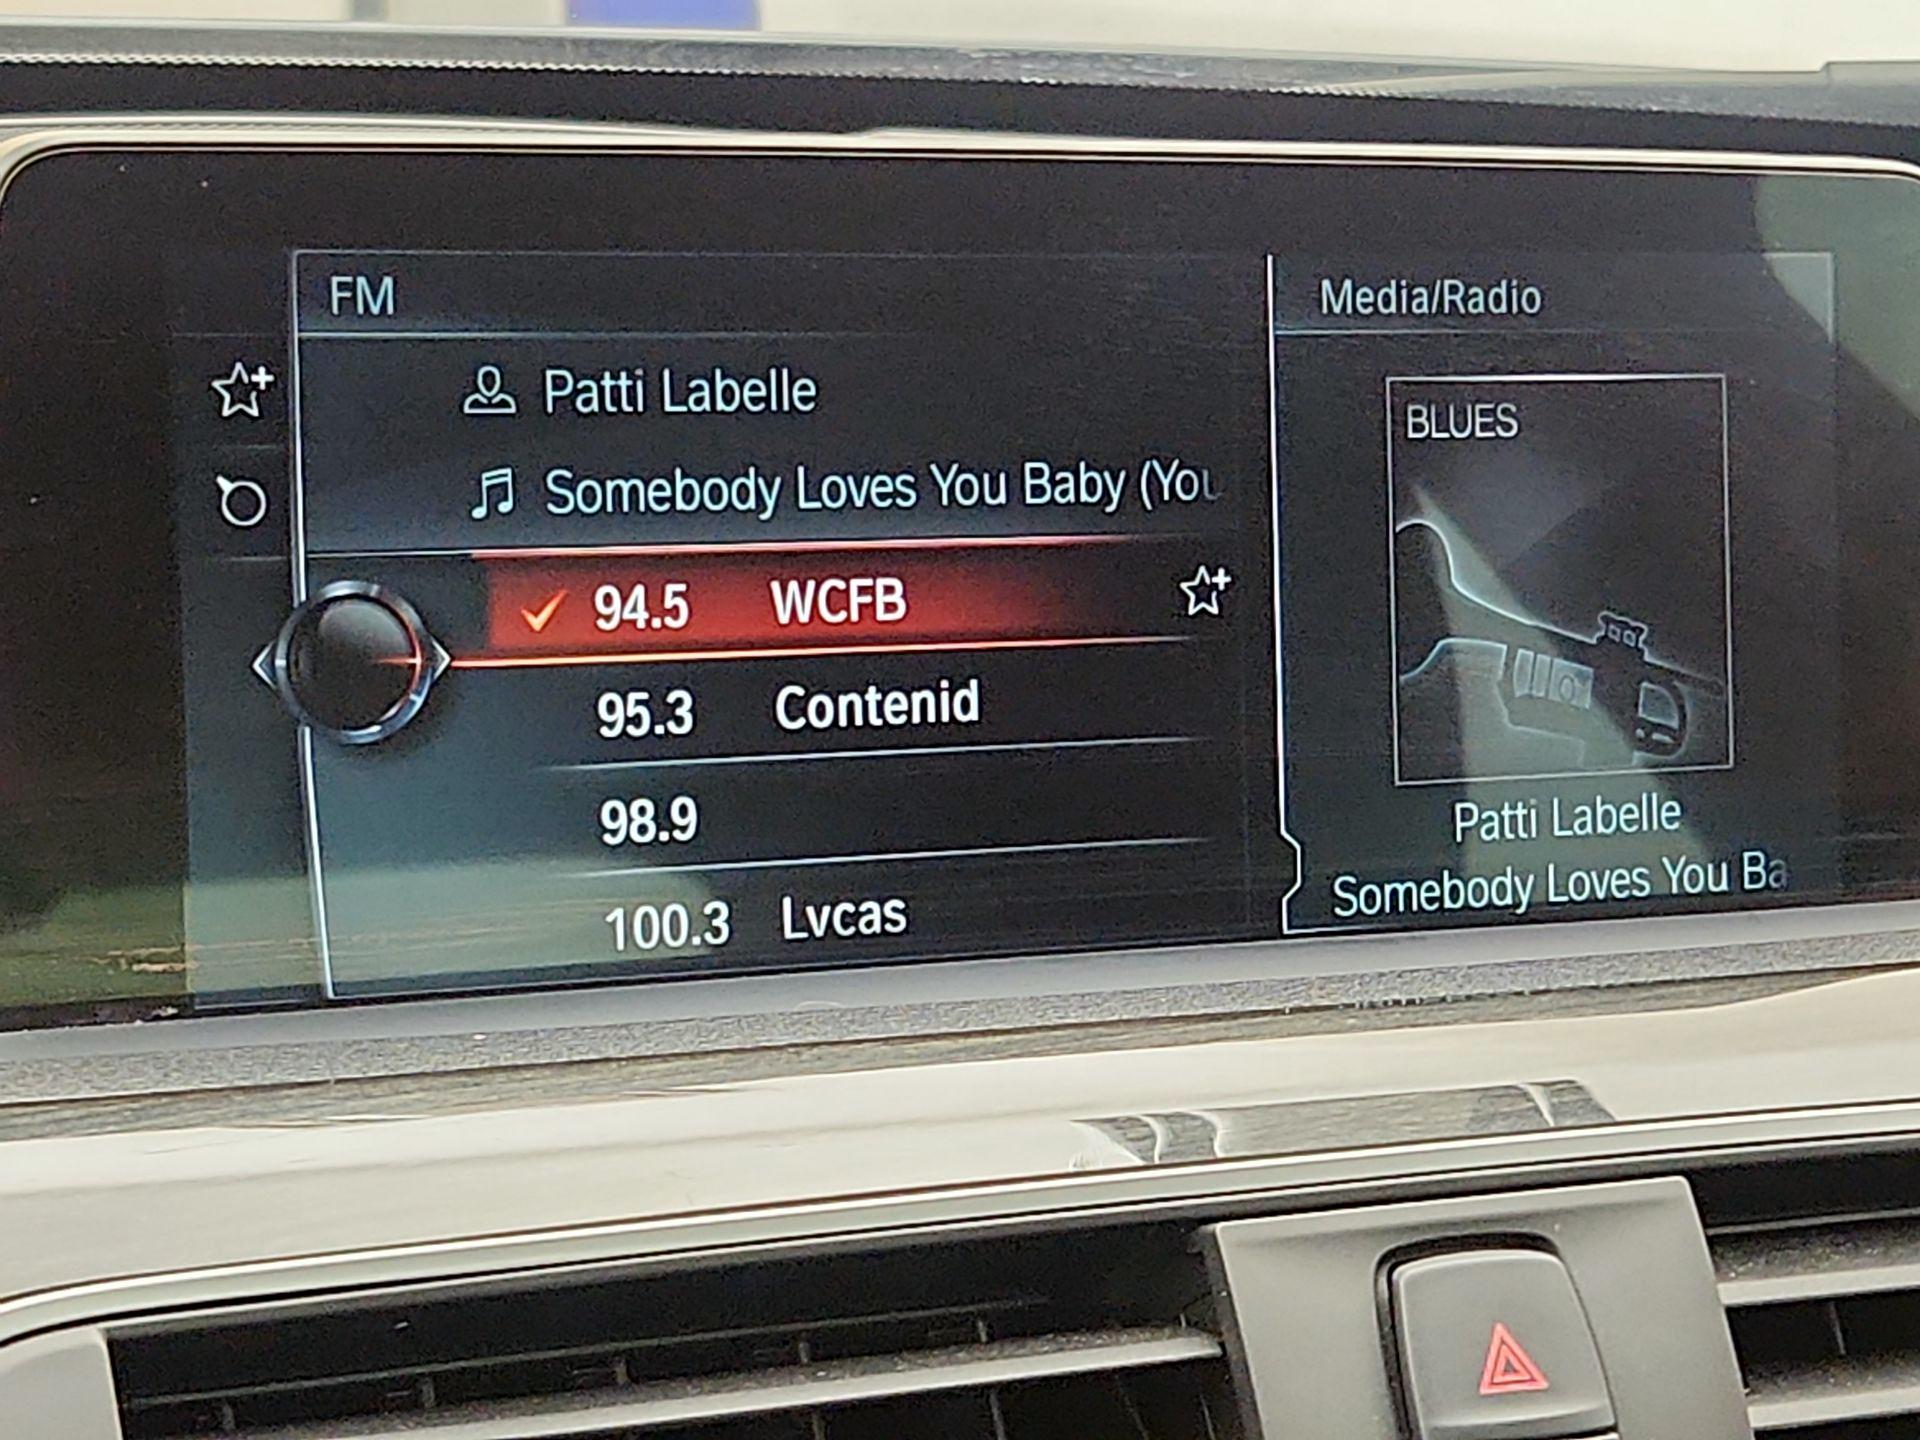 FM
Patti Labelle
Somebody Loves You Baby (You
94.5 WCFB
95.3 Contenid
98.9
100.3 Lvcas
Media/Radio
BLUES
Patti Labelle
Somebody Loves You Ba